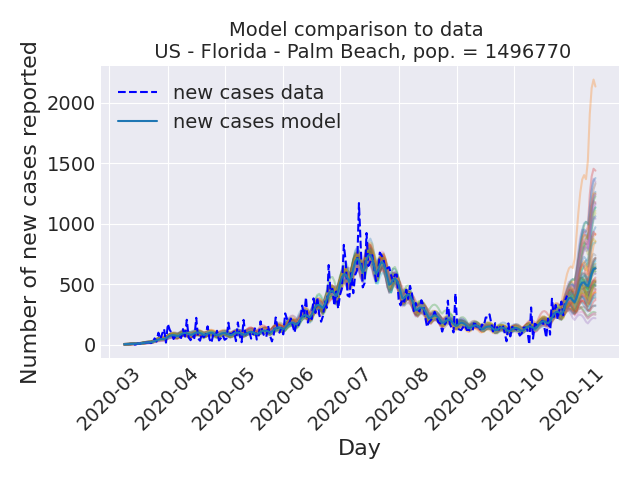 Model comparison to data
US - Florida - Palm Beach, pop. = 1496770
new cases data
new cases model
Number of new cases reported
2000
1500
1000
500
0
2020-03
2020-04
2020-05
2020-06
2020-07
2020-08
2020-09
2020-10
2020-11
Day